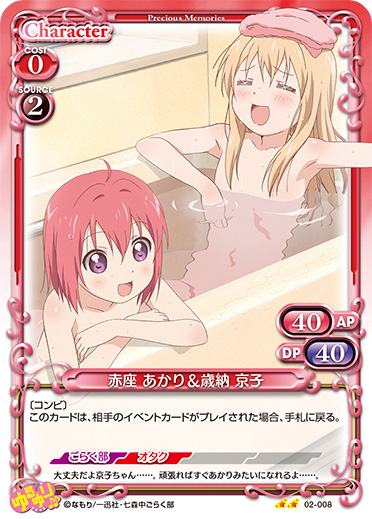 Precious Memories
Character
COST
0
SOURCE
2
40 AP
DP 40
赤座 あかり&歳納 京子
〔コンビ〕
このカードは、相手のイベントカードがプレイされた場合、手札に戻る。
ごらく部 オタク
大丈夫だよ京子ちゃん……。頑張ればすぐあかりみたいになれるよ……。
ゆるゆり
©なもり/一迅社・七森中ごらく部
02-008